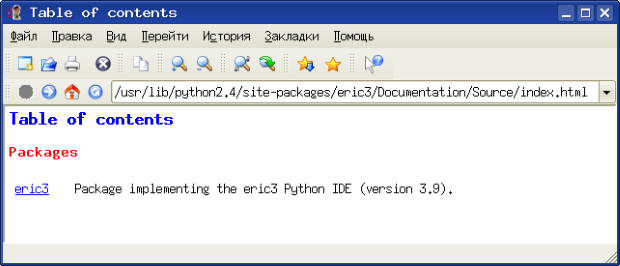 Table of contents
Файл Правка Вид Перейти История Закладки Помощь
/usr/lib/python2.4/site-packages/eric3/Documentation/Source/index.html
Table of contents
Packages
eric3 Package implementing the eric3 Python IDE (version 3.9).